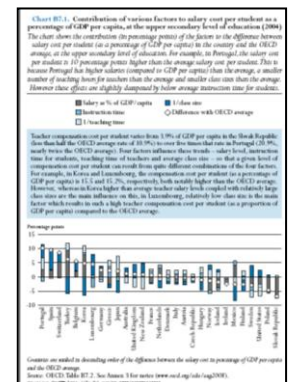 Chart B7.1. Contribution of various factors to salary cost per student as a
percentage of GDP per capita, at the upper secondary level of education (2004)
The chart shows the contribution (in percentage points) of the factors to the difference between
salary cost per student (as a percentage of GDP per capita) in the country and the OECD
average, at the upper secondary level of education. For example, in Portugal, the salary cost
per student is 10 percentage points higher than the average salary cost per student. This is
because Portugal has higher salaries (compared to GDP per capita) than the average, a smaller
number of teaching hours for teachers than the average and smaller class sizes than the average.
However these effects are slightly dampened by below average instruction time for students.
Salary as % of GDP/capita 1/class size
Instruction time Difference with OECD average
1/teaching time
Teacher compensation cost per student varies from 3.9% of GDP per capita in the Slovak Republic
(less than half the OECD average rate of 10.9%) to over five times that rate in Portugal (20.9%,
nearly twice the OECD average). Four factors influence these trends – salary level, instruction
time for students, teaching time of teachers and average class size – so that a given level of
compensation cost per student can result from quite different combinations of the four factors.
For example, in Korea and Luxembourg, the compensation cost per student (as a percentage of
GDP per capita) is 15.5 and 15.2%, respectively, both notably higher than the OECD average.
However, whereas in Korea higher than average teacher salary levels coupled with relatively large
class sizes are the main influence on this, in Luxembourg, relatively low class size is the main
factor which results in such a high teacher compensation cost per student (as a proportion of
GDP per capita) compared to the OECD average.
Percentage points
15
10
5
0
-5
-10
Portugal
Spain
Switzerland
Turkey
Belgium
Korea
Luxembourg
Germany
Greece
Japan
Australia
United Kingdom
New Zealand
France
Netherlands
Denmark
Italy
Austria
Czech Republic
Hungary
Norway
Iceland
Mexico
Finland
Sweden
United States
Poland
Slovak Republic
Countries are ranked in descending order of the difference between the salary cost in percentage of GDP per capita
and the OECD average.
Source: OECD. Table B7.2. See Annex 3 for notes (www.oecd.org/edu/eag2008).